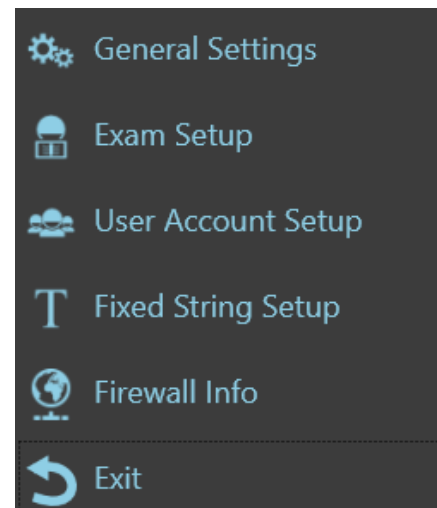 General Settings
Exam Setup
User Account Setup
Fixed String Setup
Firewall Info
Exit